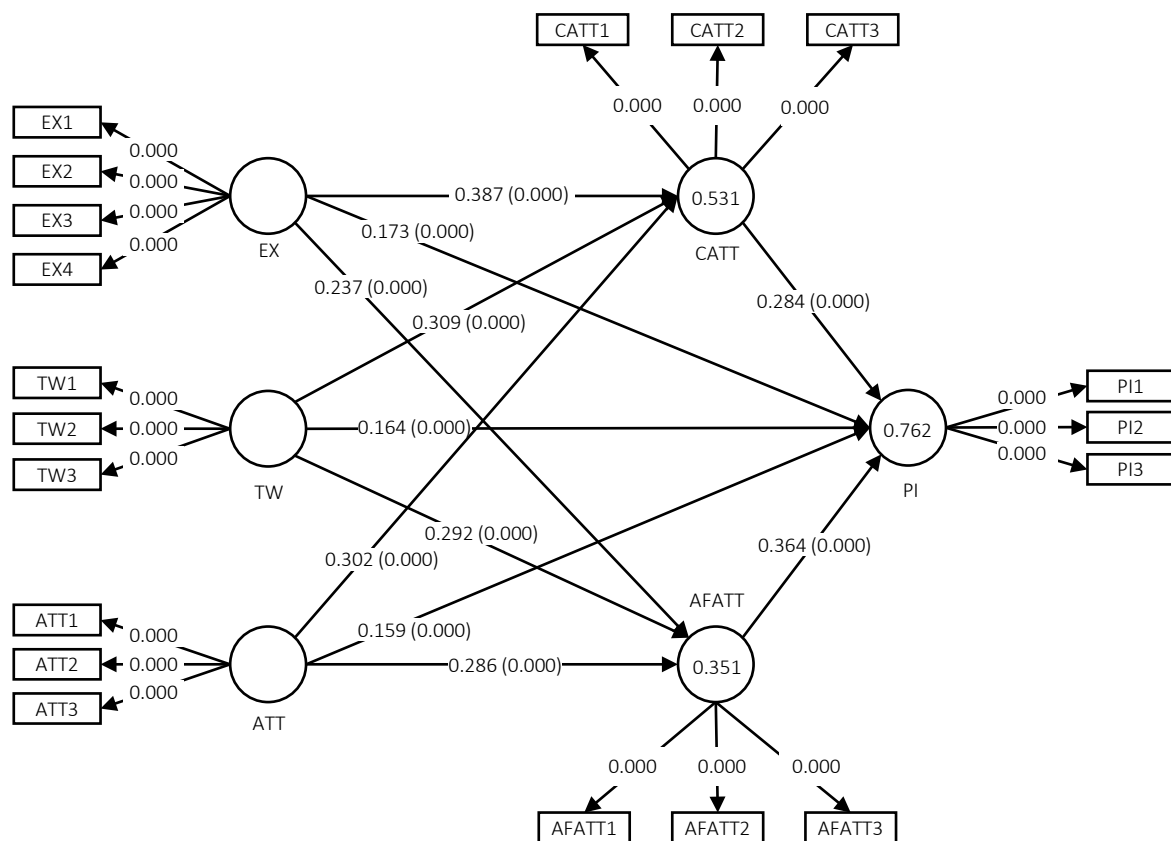 CATT1 CATT2 CATT3
0.000 0.000 0.000
EX1
0.000
EX2
0.000
EX3
0.000
EX4
0.000
EX
0.387 (0.000)
0.531
CATT
0.173 (0.000)
0.237 (0.000)
0.284 (0.000)
0.309 (0.000)
TW1
0.000
TW2
0.000
TW3
0.000
TW
0.164 (0.000)
0.762
PI
0.000
PI1
0.000
PI2
0.000
PI3
0.292 (0.000)
0.302 (0.000)
0.364 (0.000)
AFATT
ATT1
0.000
ATT2
0.000
ATT3
0.000
ATT
0.159 (0.000)
0.286 (0.000)
0.351
0.000 0.000 0.000
AFATT1 AFATT2 AFATT3